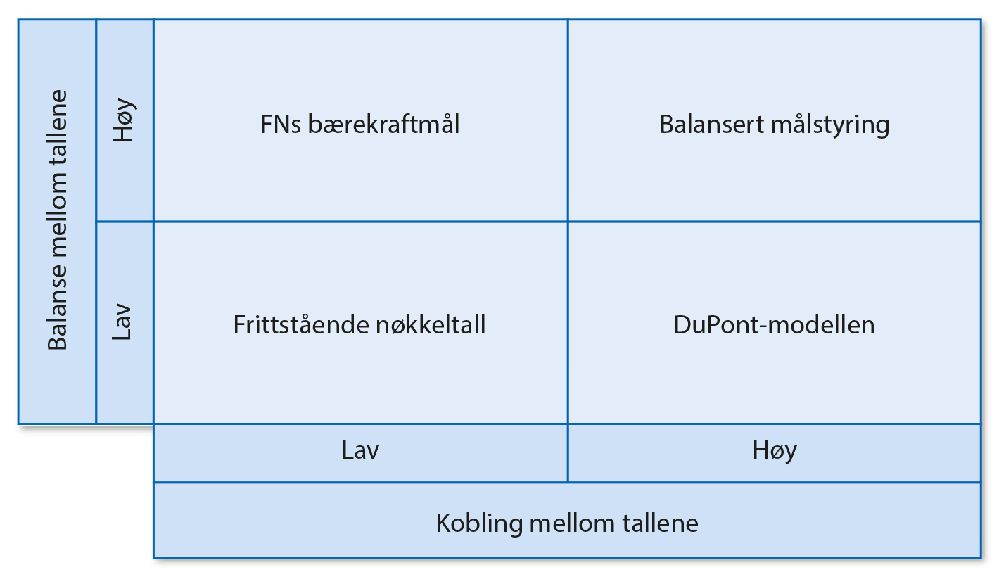 Balanse mellom tallene
Høy
FNs bærekraftmål
Balansert målstyring
Lav
Frittstående nøkkeltall
DuPont-modellen
Lav
Høy
Kobling mellom tallene